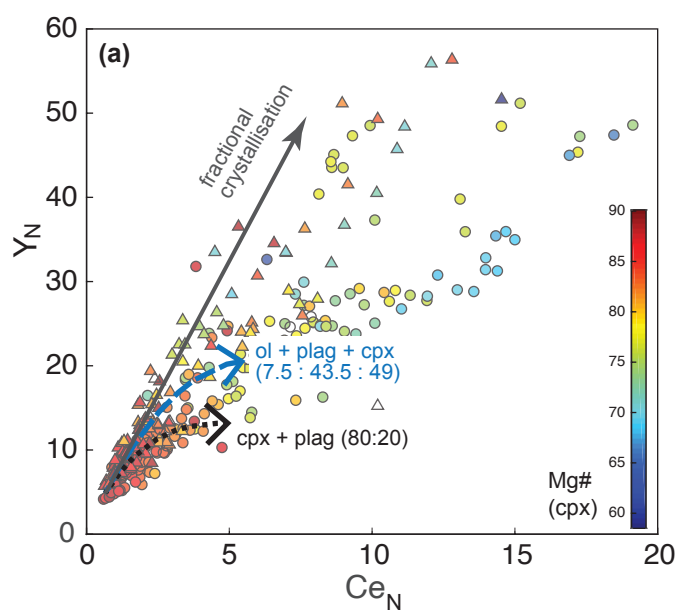 (a)
60
50
40
30
20
10
0
Y_N
fractional
crystallisation
ol + plag + cpx
(7.5 : 43.5 : 49)
cpx + plag (80:20)
90
85
80
75
70
65
60
Mg#
(cpx)
0 5 10 15 20
Ce_N